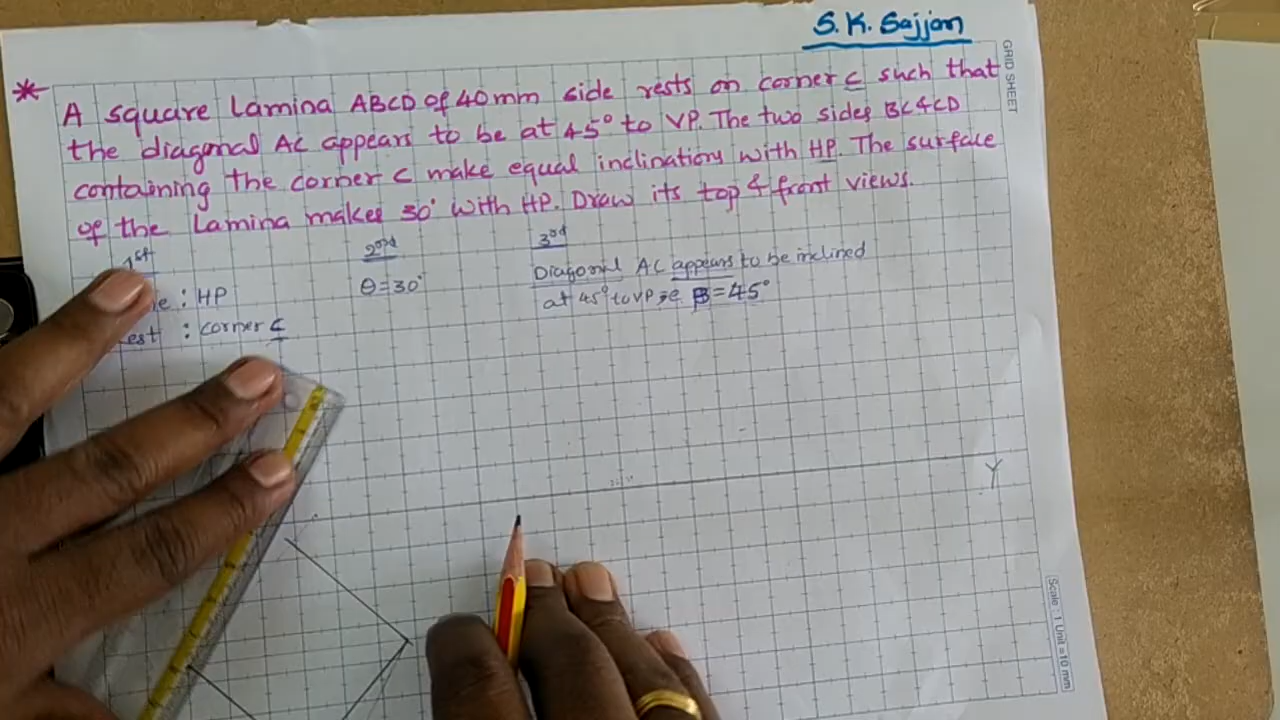 S. K. Sajjan
* A square Lamina ABCD of 40mm side rests on corner C such that
the diagonal AC appears to be at 45° to VP. The two sides BC & CD
containing the corner C make equal inclinations with HP. The surface
of the Lamina makes 30° with HP. Draw its top & front views.
1st
: HP
est : corner C
2nd
θ = 30°
3rd
Diagonal AC appears to be inclined
at 45° to VP ie β = 45°
Y
GRID SHEET
Scale : 1 Unit = 10 mm